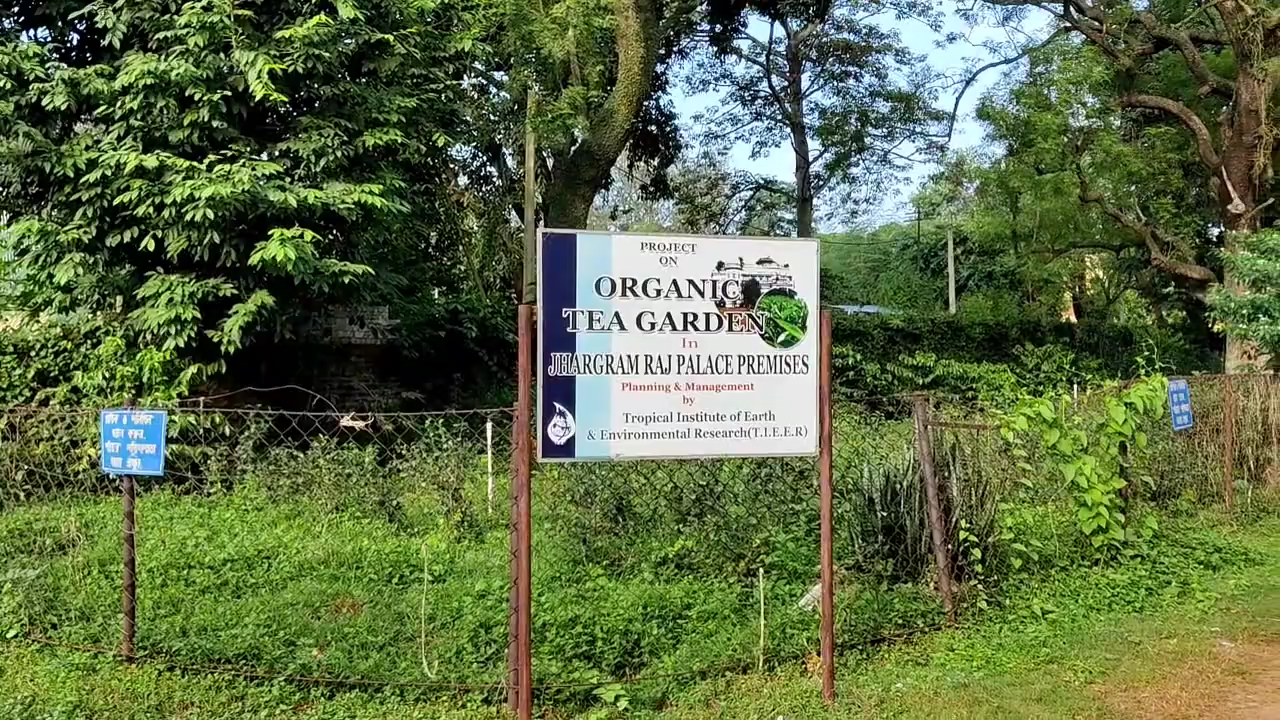 PROJECT
ON
ORGANIC
TEA GARDEN
In
JHARGRAM RAJ PALACE PREMISES
Planning & Management
by
Tropical Institute of Earth
& Environmental Research(T.I.E.E.R)